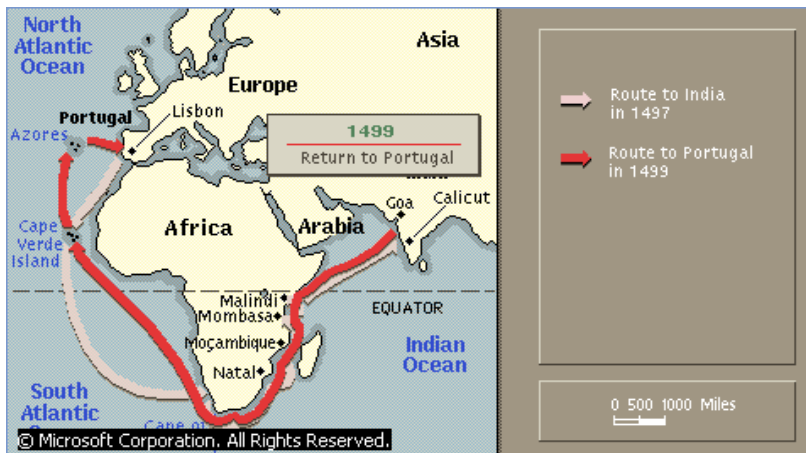 North
Atlantic
Ocean
Asia
Europe
Portugal
Lisbon
Azores
1499
Return to Portugal
Goa
Calicut
Cape
Verde
Island
Africa
Arabia
Malindi
Mombasa
EQUATOR
Moçambique
Natal
Indian
Ocean
South
Atlantic
Cape of
© Microsoft Corporation. All Rights Reserved.
Route to India
in 1497
Route to Portugal
in 1499
0 500 1000 Miles